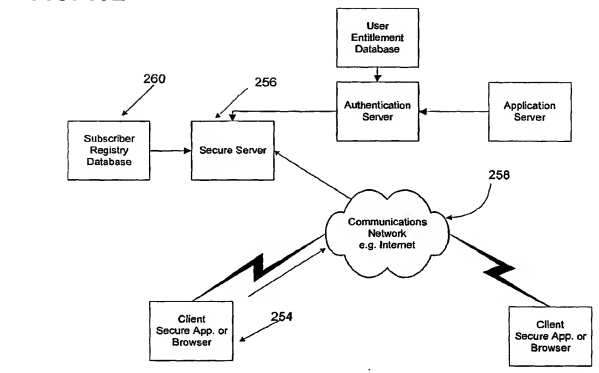 User
Entitlement
Database
260
256
Authentication
Server
Application
Server
Subscriber
Registry
Database
Secure Server
258
Communications
Network
e.g. Internet
Client
Secure App. or
Browser
254
Client
Secure App. or
Browser